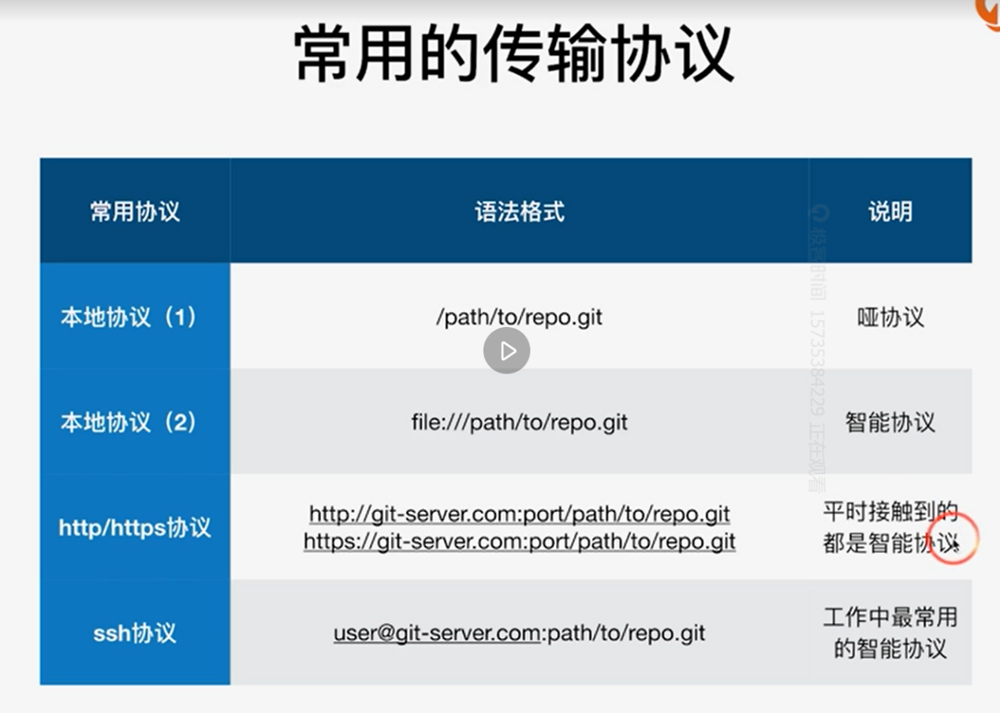 常用的传输协议
常用协议
语法格式
说明
本地协议（1）
/path/to/repo.git
哑协议
本地协议（2）
file:///path/to/repo.git
智能协议
http/https协议
http://git-server.com:port/path/to/repo.git
https://git-server.com:port/path/to/repo.git
平时接触到的
都是智能协议
ssh协议
user@git-server.com:path/to/repo.git
工作中最常用
的智能协议
极客时间 15735384229 正在观看